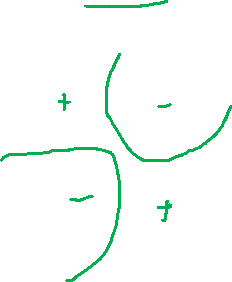 + -
- +